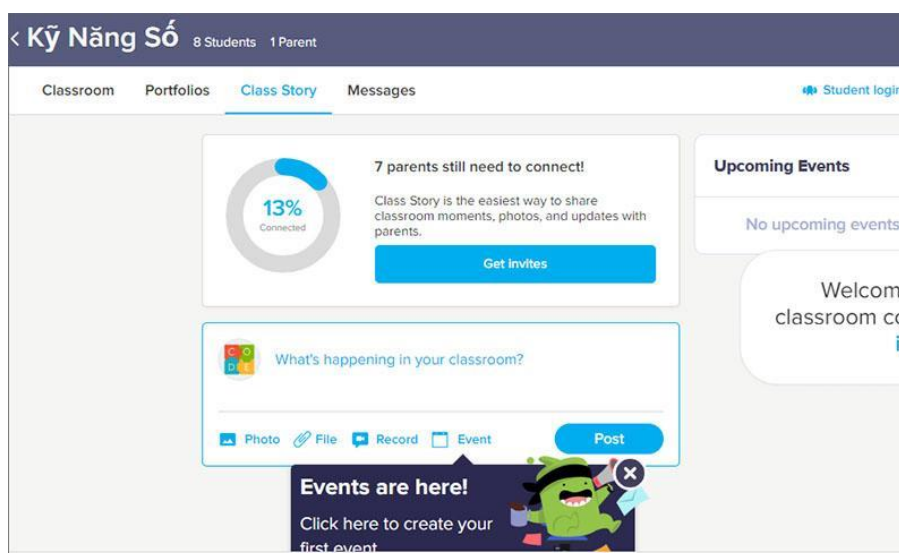 Kỹ Năng Số 8 Students 1 Parent
Classroom Portfolios Class Story Messages Student login
7 parents still need to connect!
13%
Connected
Class Story is the easiest way to share
classroom moments, photos, and updates with
parents.
Get Invites
Upcoming Events
No upcoming events
Welcom
classroom co
i
C O
D E
What's happening in your classroom?
Photo File Record Event Post
Events are here!
Click here to create your
first event